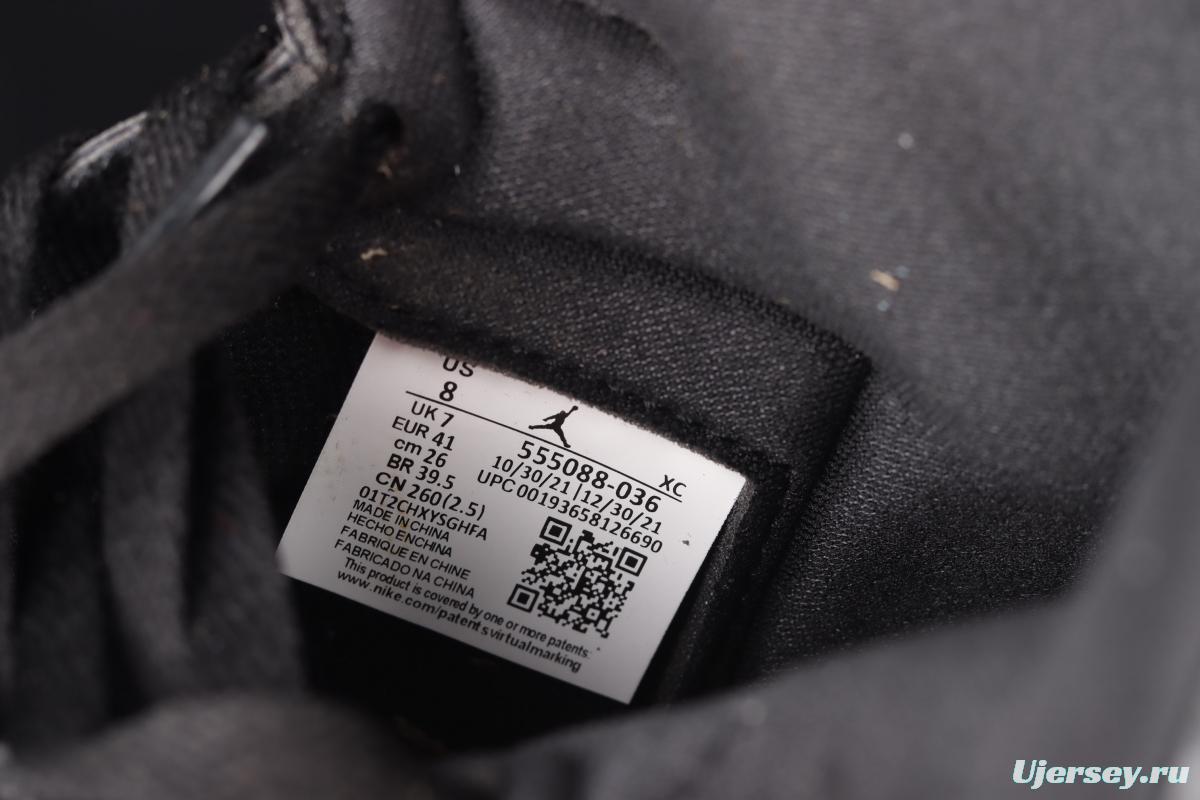 US
8
UK 7
EUR 41
cm 26
BR 39.5
CN 260(2.5)
01T2CHXYSGHFA
MADE IN CHINA
HECHO EN CHINA
FABRIQUE EN CHINE
FABRICADO NA CHINA
This product is covered by one or more patents:
www.nike.com/patentsvirtualmarking
555088-036
XC
10/30/21|12/30/21
UPC 00193658126690
Ujersey.ru